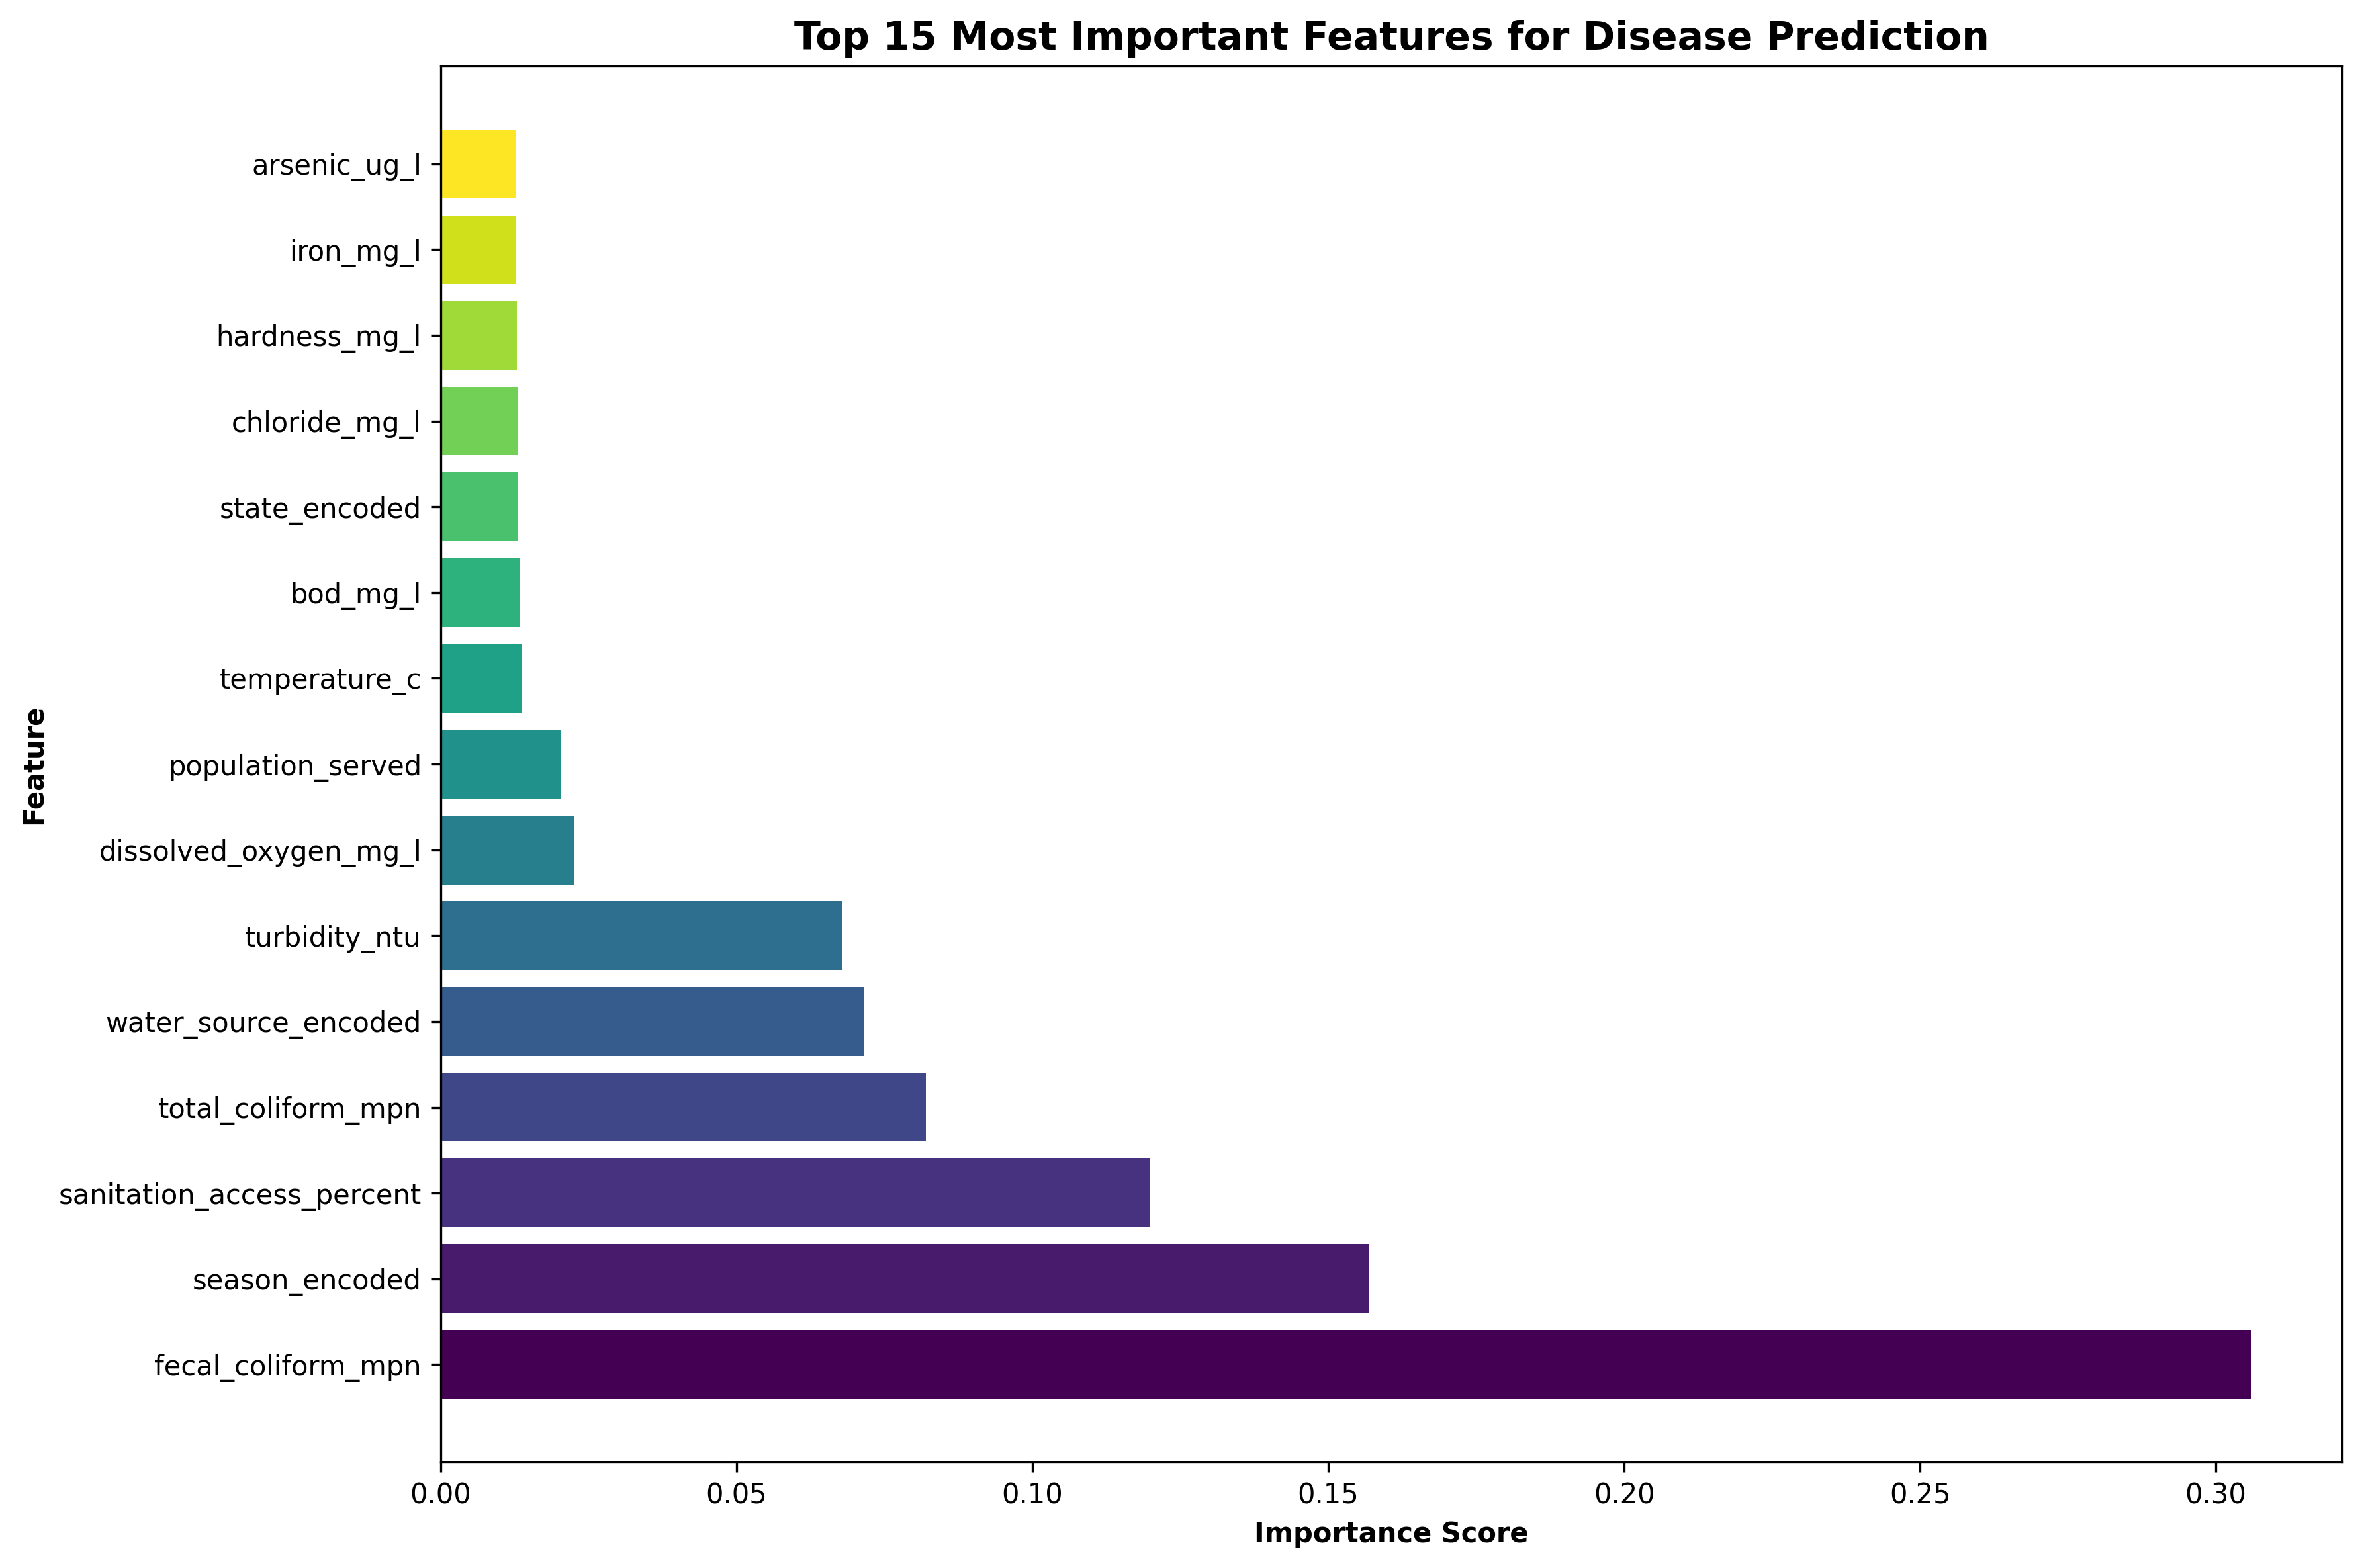 Top 15 Most Important Features for Disease Prediction
Feature
arsenic_ug_l
iron_mg_l
hardness_mg_l
chloride_mg_l
state_encoded
bod_mg_l
temperature_c
population_served
dissolved_oxygen_mg_l
turbidity_ntu
water_source_encoded
total_coliform_mpn
sanitation_access_percent
season_encoded
fecal_coliform_mpn
0.00 0.05 0.10 0.15 0.20 0.25 0.30
Importance Score